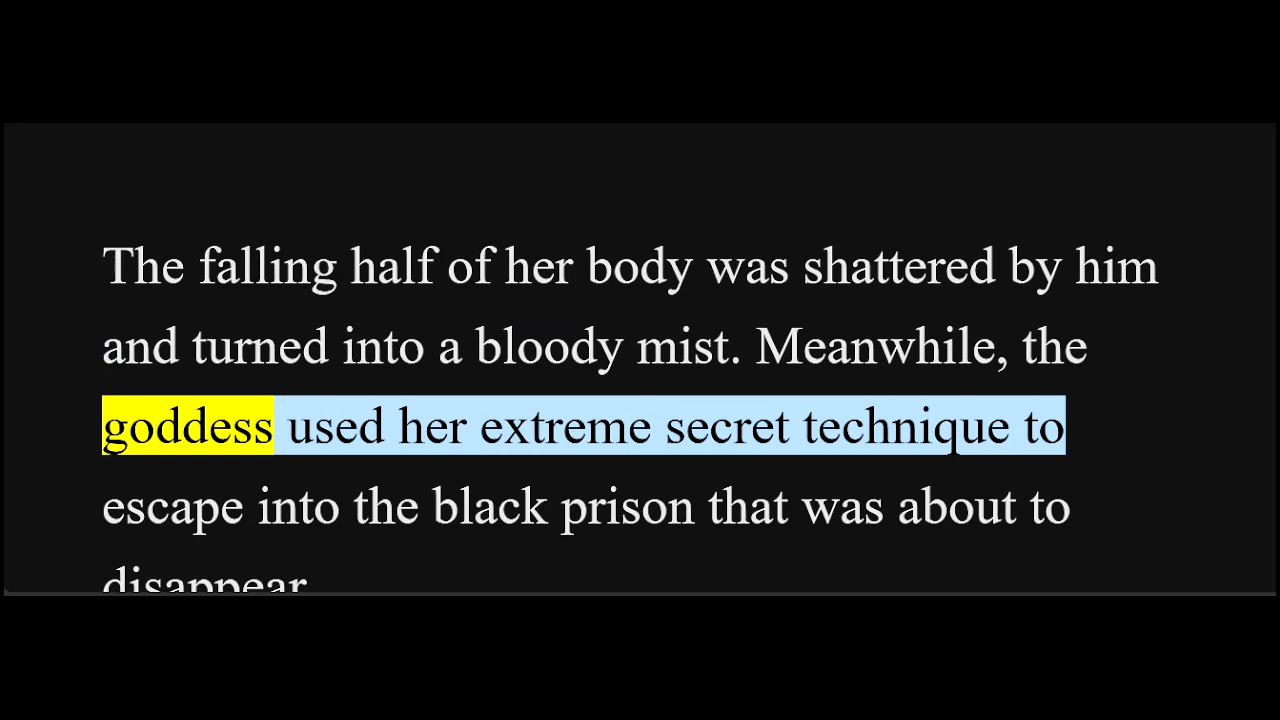 The falling half of her body was shattered by him
and turned into a bloody mist. Meanwhile, the
goddess used her extreme secret technique to
escape into the black prison that was about to
disappear